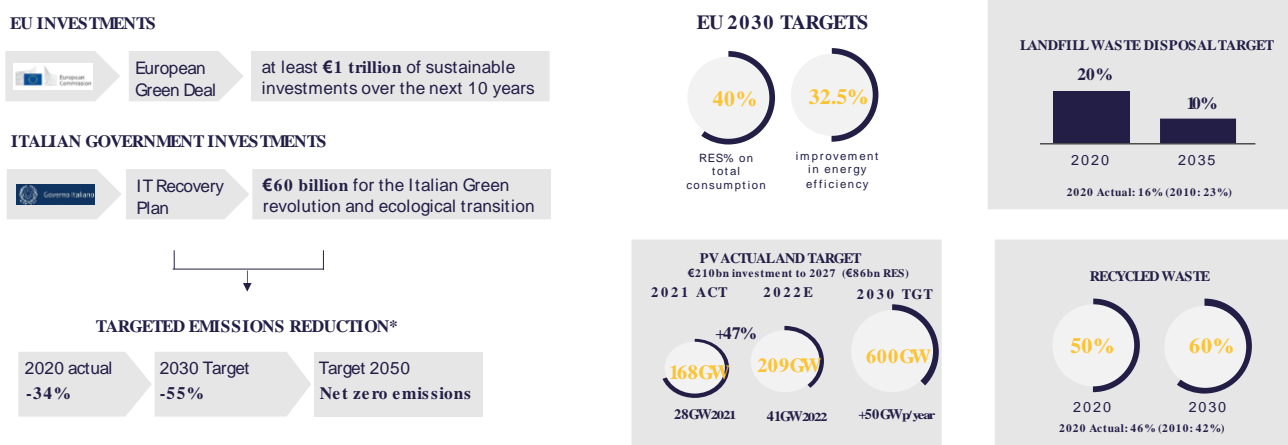 EU INVESTMENTS
European Commission
European Green Deal
at least €1 trillion of sustainable
investments over the next 10 years
ITALIAN GOVERNMENT INVESTMENTS
Governo Italiano
IT Recovery
Plan
€60 billion for the Italian Green
revolution and ecological transition
TARGETED EMISSIONS REDUCTION*
2020 actual
-34%
2030 Target
-55%
Target 2050
Net zero emissions
EU 2030 TARGETS
40%
RES% on
total
consumption
32.5%
improvement
in energy
efficiency
LANDFILL WASTE DISPOSAL TARGET
20%
10%
2020
2035
2020 Actual: 16% (2010: 23%)
PV ACTUAL AND TARGET
€210bn investment to 2027 (€86bn RES)
2021 ACT
2022E
2030 TGT
+47%
168GW
209GW
600GW
28GW2021
41GW2022
+50GWp/year
RECYCLED WASTE
50%
60%
2020
2030
2020 Actual: 46% (2010: 42%)